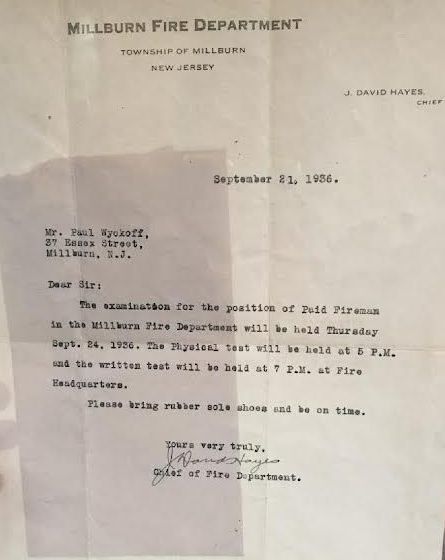 MILLBURN FIRE DEPARTMENT
TOWNSHIP OF MILLBURN
NEW JERSEY
J. DAVID HAYES,
CHIEF
September 21, 1936.
Mr. Paul Wyckoff,
27 Essex Street,
Millburn, N.J.
Dear Sir:
The examination for the position of Paid Fireman
in the Millburn Fire Department will be held Thursday
Sept. 24, 1936. The Physical test will be held at 5 P.M.
and the written test will be held at 7 P.M. at Fire
Headquarters.
Please bring rubber sole shoes and be on time.
Yours very truly,
J David Hayes
Chief of Fire Department.